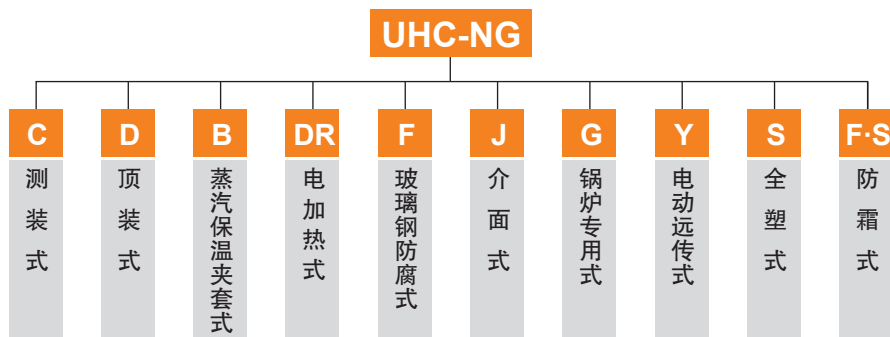 UHC-NG
C
D
B
DR
F
J
G
Y
S
F·S
测装式
顶装式
蒸汽保温夹套式
电加热式
玻璃钢防腐式
介面式
锅炉专用式
电动远传式
全塑式
防霜式